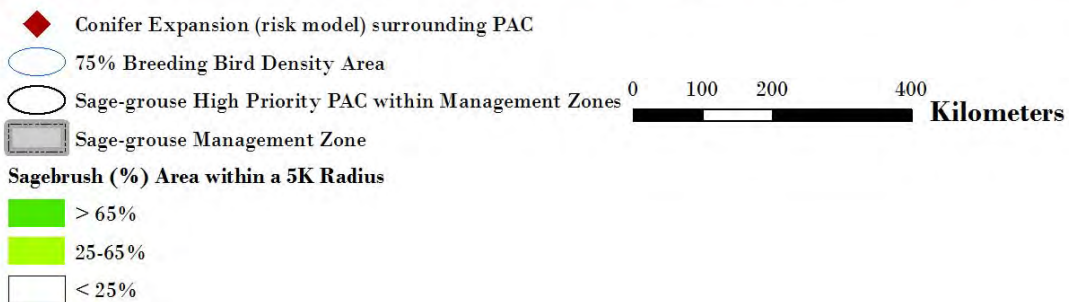 Conifer Expansion (risk model) surrounding PAC
75% Breeding Bird Density Area
Sage-grouse High Priority PAC within Management Zones
Sage-grouse Management Zone
Sagebrush (%) Area within a 5K Radius
> 65%
25-65%
< 25%
0 100 200 400
Kilometers